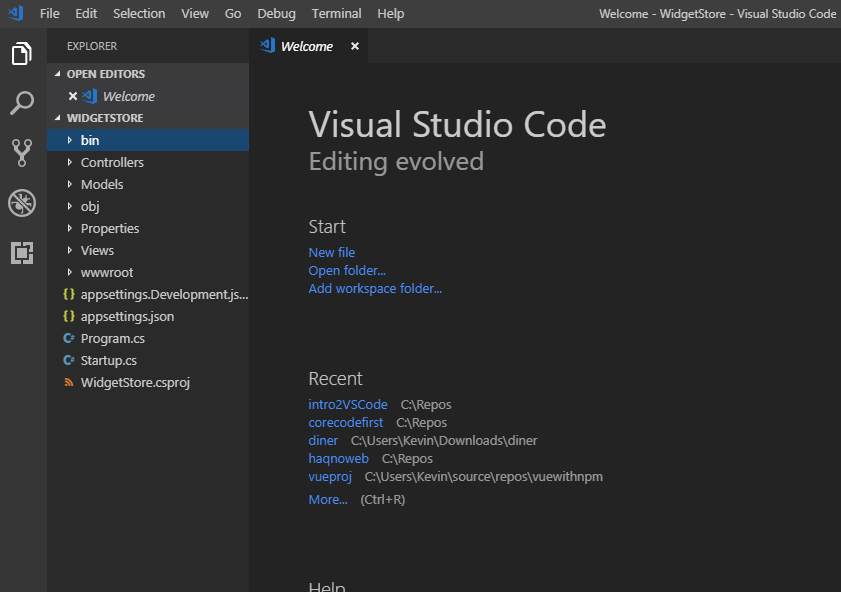 File Edit Selection View Go Debug Terminal Help Welcome - WidgetStore - Visual Studio Code
EXPLORER
OPEN EDITORS
Welcome
WIDGETSTORE
bin
Controllers
Models
obj
Properties
Views
wwwroot
{} appsettings.Development.js...
{} appsettings.json
C# Program.cs
C# Startup.cs
WidgetStore.csproj
Welcome
Visual Studio Code
Editing evolved
Start
New file
Open folder...
Add workspace folder...
Recent
intro2VSCode C:\Repos
corecodefirst C:\Repos
diner C:\Users\Kevin\Downloads\diner
haqnoweb C:\Repos
vueproj C:\Users\Kevin\source\repos\vuewithnpm
More... (Ctrl+R)
Help